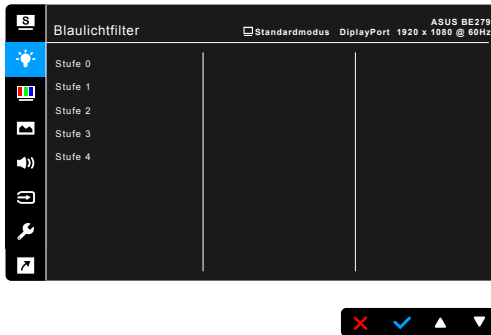 S
Blaulichtfilter
ASUS BE279
Standardmodus DiplayPort 1920 x 1080 @ 60Hz
Stufe 0
Stufe 1
Stufe 2
Stufe 3
Stufe 4